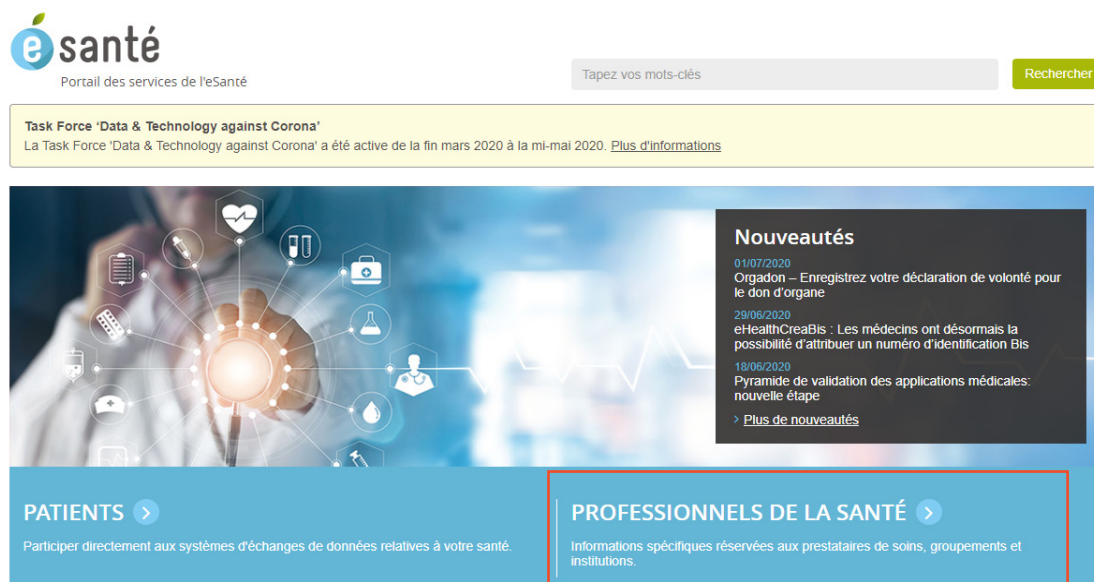 é santé
Portail des services de l'eSanté
Tapez vos mots-clés
Rechercher
Task Force ‘Data & Technology against Corona’
La Task Force 'Data & Technology against Corona' a été active de la fin mars 2020 à la mi-mai 2020. Plus d'informations
Nouveautés
01/07/2020
Orgadon – Enregistrez votre déclaration de volonté pour
le don d'organe
29/06/2020
eHealthCreaBis : Les médecins ont désormais la
possibilité d'attribuer un numéro d'identification Bis
18/06/2020
Pyramide de validation des applications médicales:
nouvelle étape
> Plus de nouveautés
PATIENTS >
Participer directement aux systèmes d'échanges de données relatives à votre santé.
PROFESSIONNELS DE LA SANTÉ >
Informations spécifiques réservées aux prestataires de soins, groupements et
institutions.